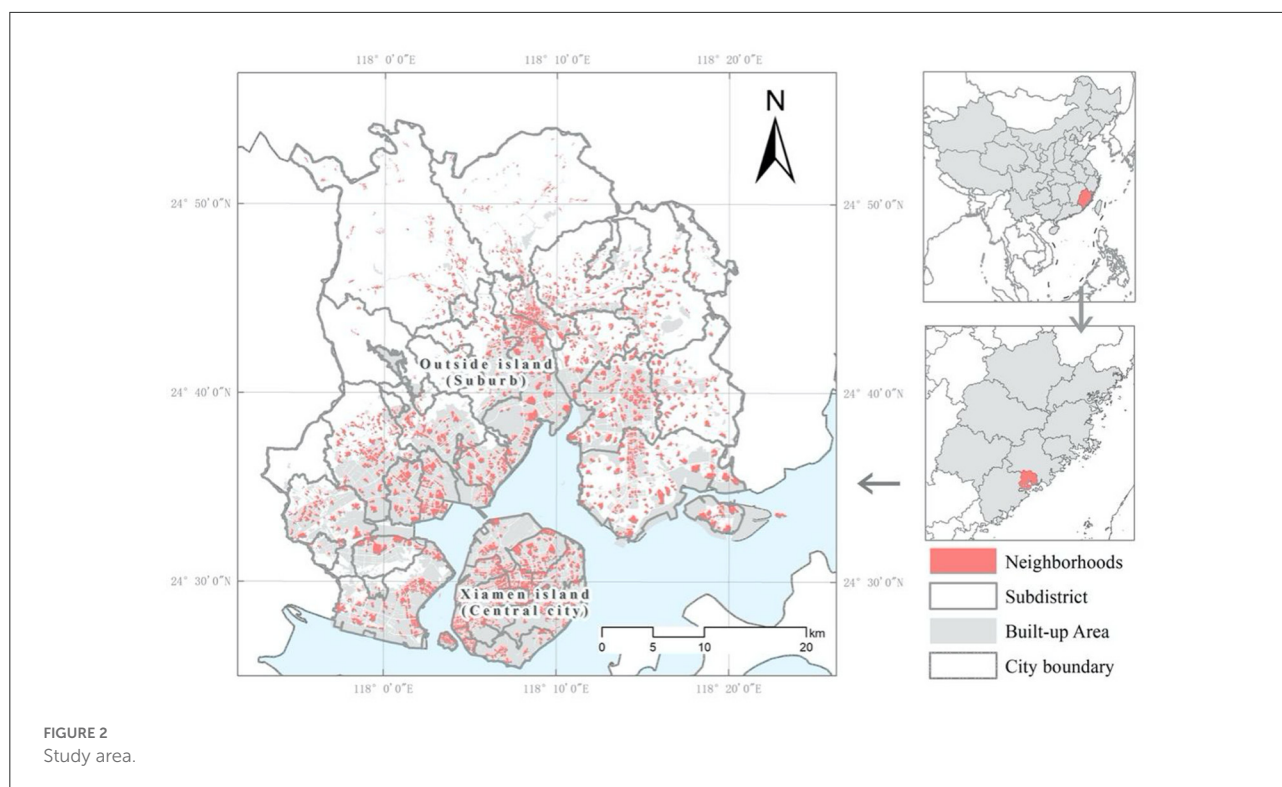 118° 0′0″E
118° 10′0″E
118° 20′0″E
N
24° 50′0″N
24° 50′0″N
Outside island
(Suburb)
24° 40′0″N
24° 40′0″N
24° 30′0″N
24° 30′0″N
Xiamen island
(Central city)
km
0 5 10 20
118° 0′0″E
118° 10′0″E
118° 20′0″E
Neighborhoods
Subdistrict
Built-up Area
City boundary
FIGURE 2
Study area.